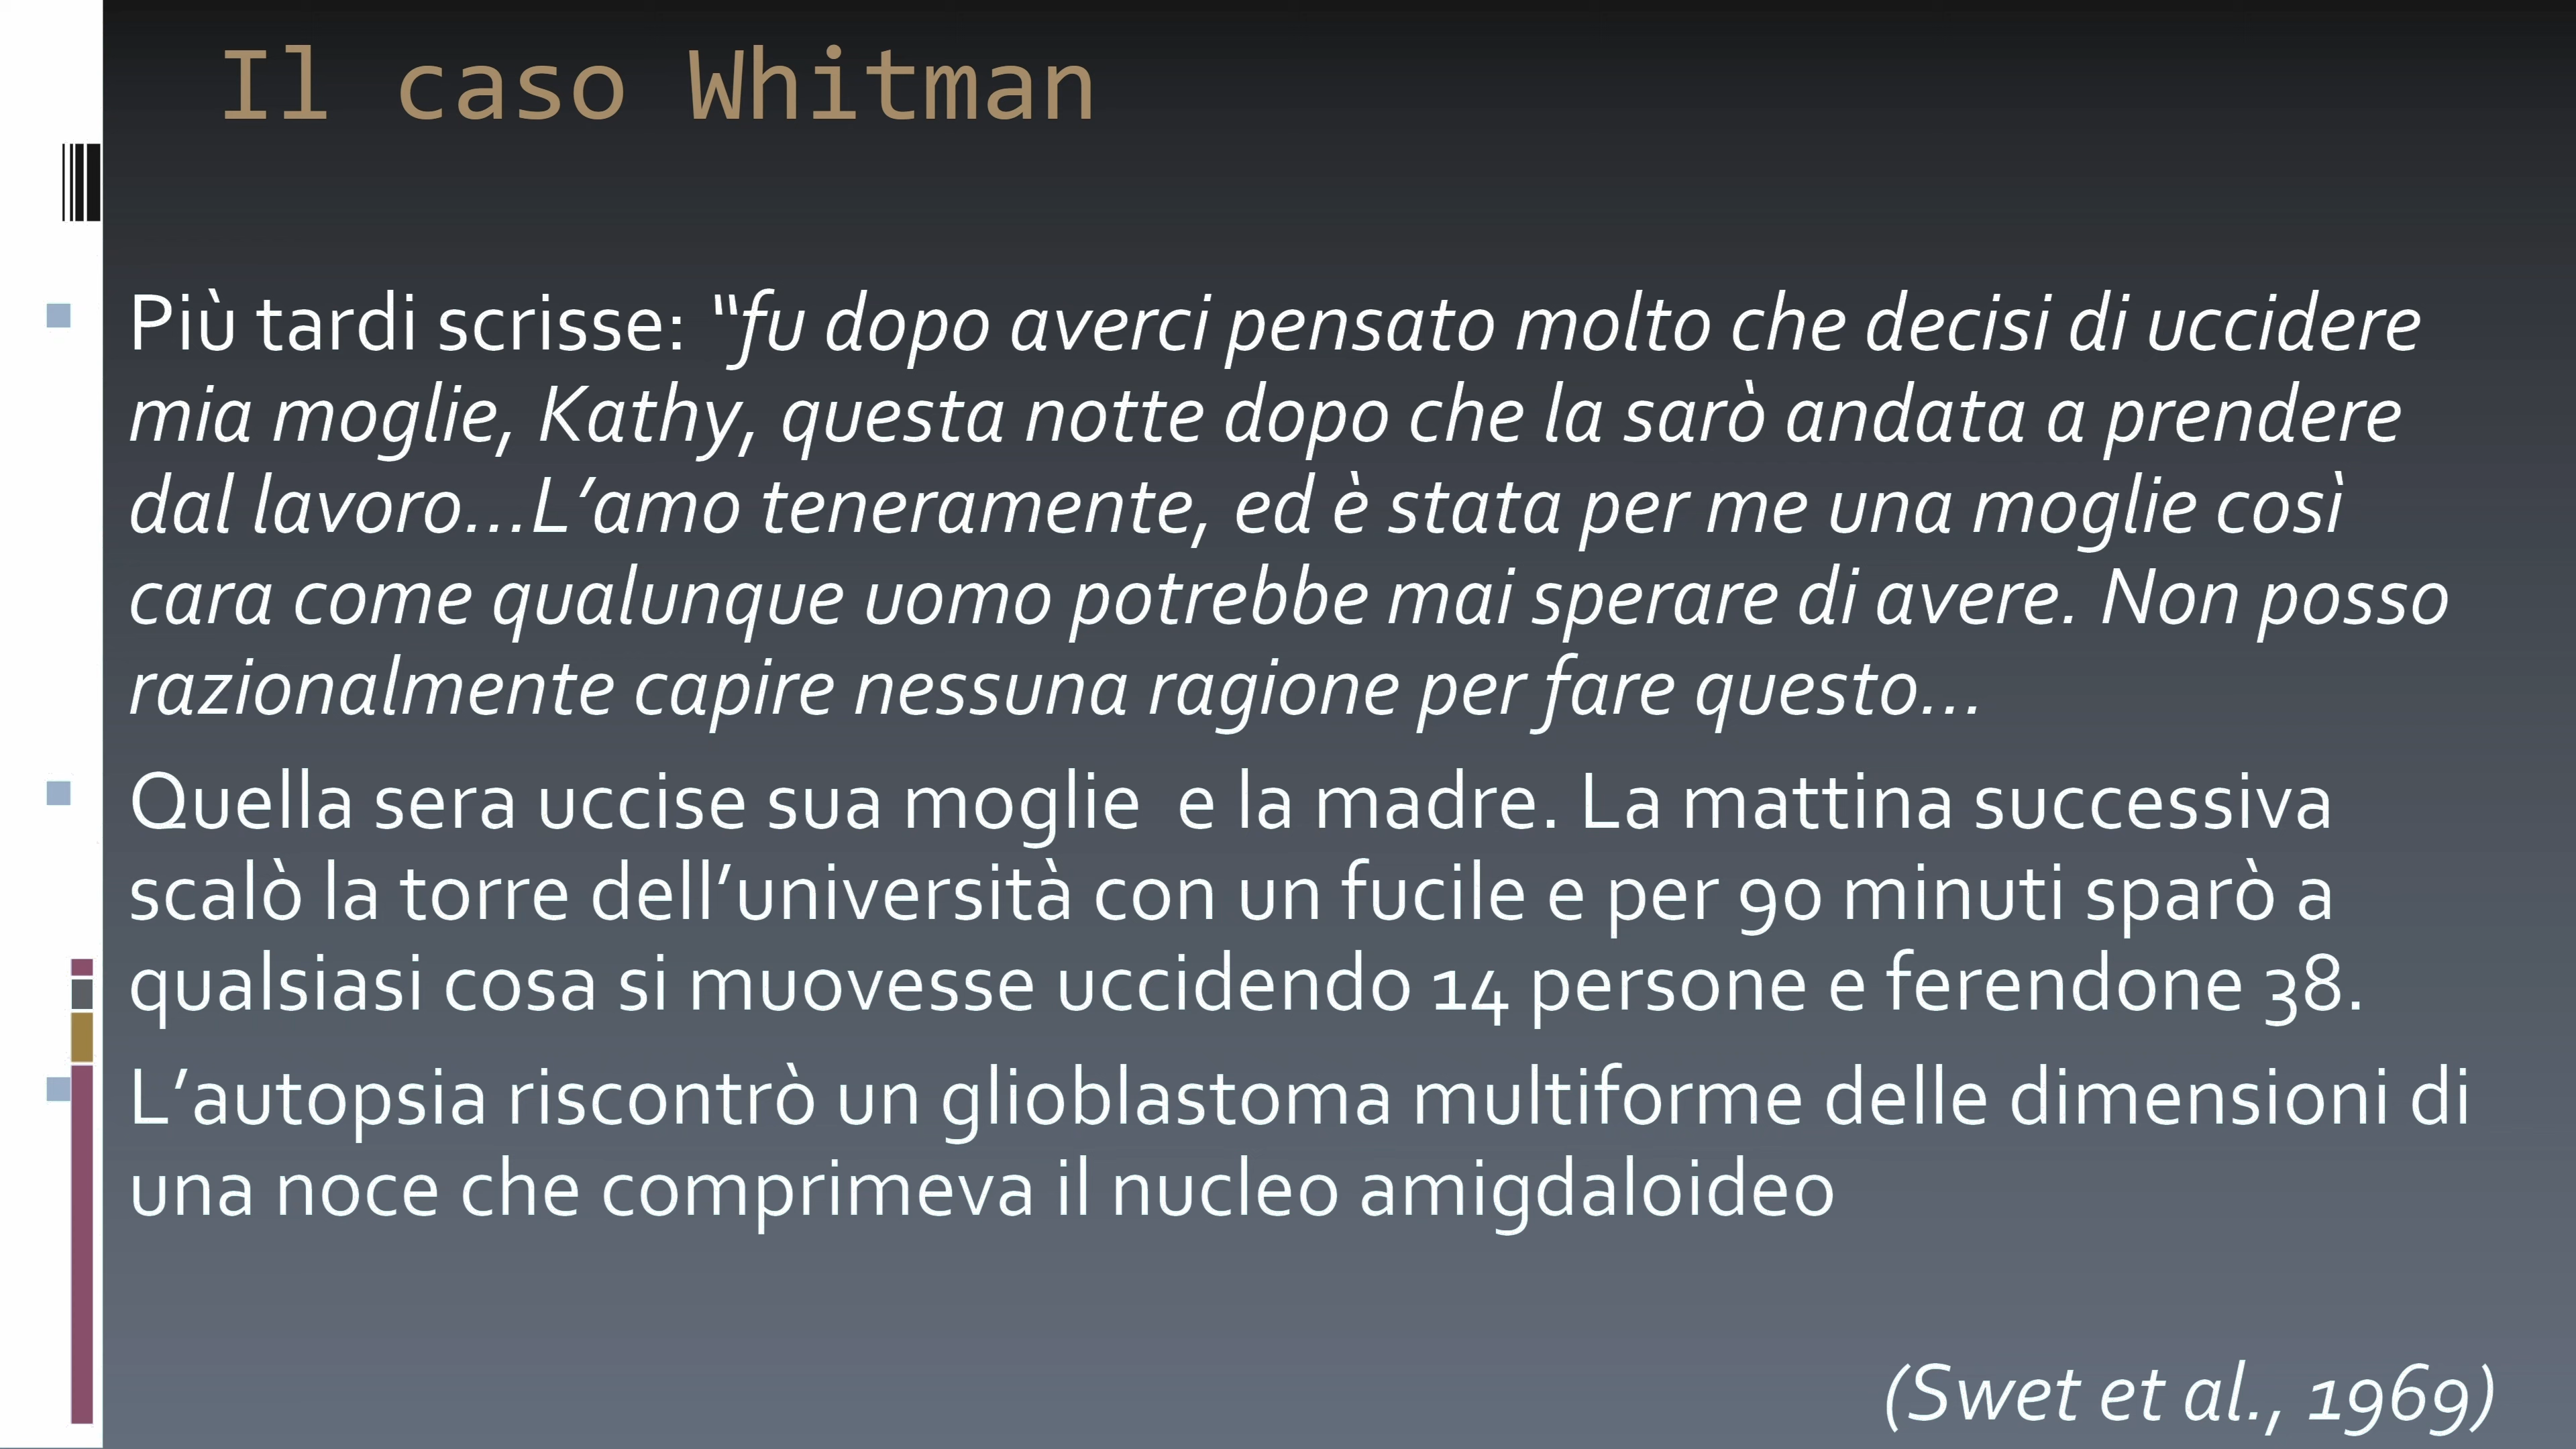 Il caso Whitman
Più tardi scrisse: “fu dopo averci pensato molto che decisi di uccidere
mia moglie, Kathy, questa notte dopo che la sarò andata a prendere
dal lavoro...L’amo teneramente, ed è stata per me una moglie così
cara come qualunque uomo potrebbe mai sperare di avere. Non posso
razionalmente capire nessuna ragione per fare questo...
Quella sera uccise sua moglie  e la madre. La mattina successiva
scalò la torre dell’università con un fucile e per 90 minuti sparò a
qualsiasi cosa si muovesse uccidendo 14 persone e ferendone 38.
L’autopsia riscontrò un glioblastoma multiforme delle dimensioni di
una noce che comprimeva il nucleo amigdaloideo
(Swet et al., 1969)